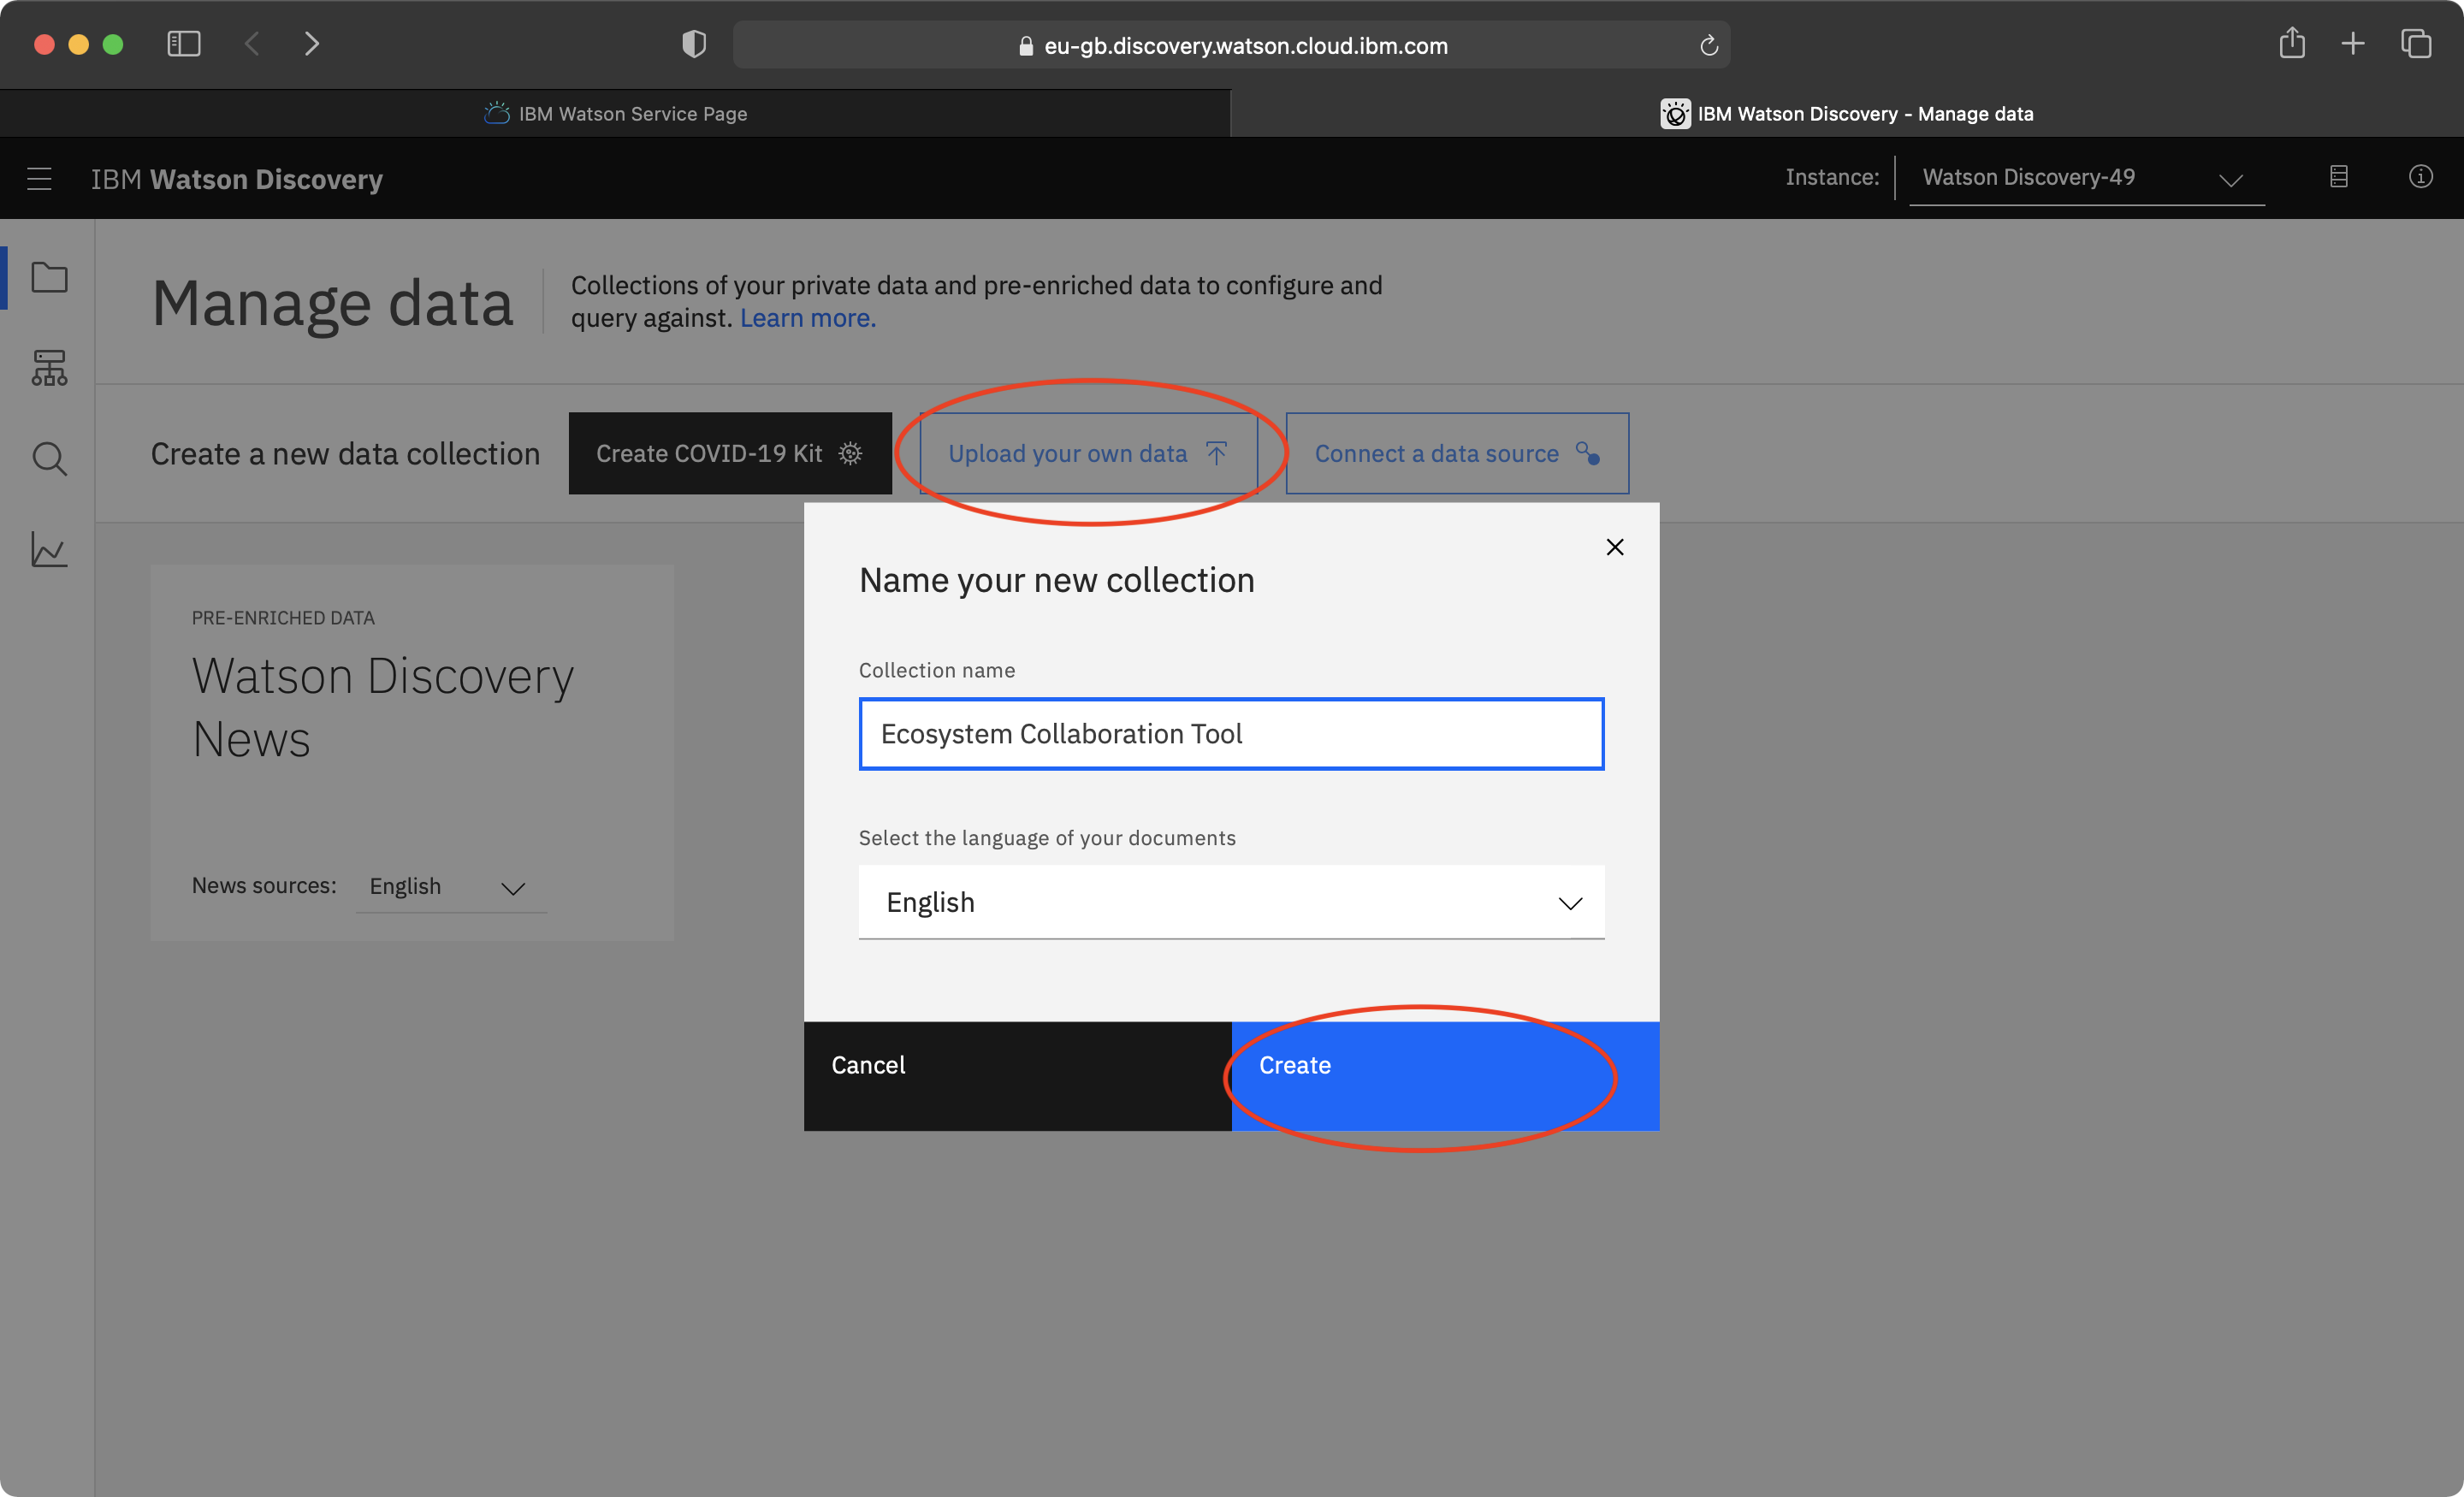 eu-gb.discovery.watson.cloud.ibm.com
IBM Watson Service Page
IBM Watson Discovery - Manage data
IBM Watson Discovery
Instance:
Watson Discovery-49
Manage data
Collections of your private data and pre-enriched data to configure and
query against. Learn more.
Create a new data collection
Create COVID-19 Kit
Upload your own data
Connect a data source
PRE-ENRICHED DATA
Watson Discovery
News
News sources:
English
Name your new collection
Collection name
Ecosystem Collaboration Tool
Select the language of your documents
English
Cancel
Create